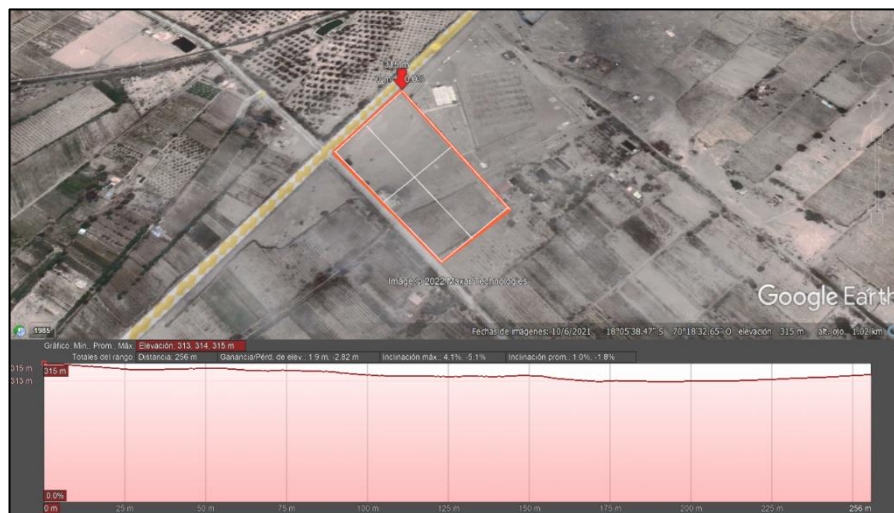 Image © 2022 Maxar Technologies
Google Earth
1985
Fechas de imágenes: 10/6/2021 18°05'38.47" S 70°18'32.65" O elevación 315 m alt. ojo 1.02 km
Gráfico: Mín., Prom., Máx. Elevación: 313, 314, 315 m
Totales del rango: Distancia: 256 m Ganancia/Pérd. de elev.: 1.9 m, -2.82 m Inclinación máx.: 4.1%, -5.1% Inclinación prom.: 1.0%, -1.8%
315 m 315 m
313 m
0.0%
0 m 25 m 50 m 75 m 100 m 125 m 150 m 175 m 200 m 225 m 256 m